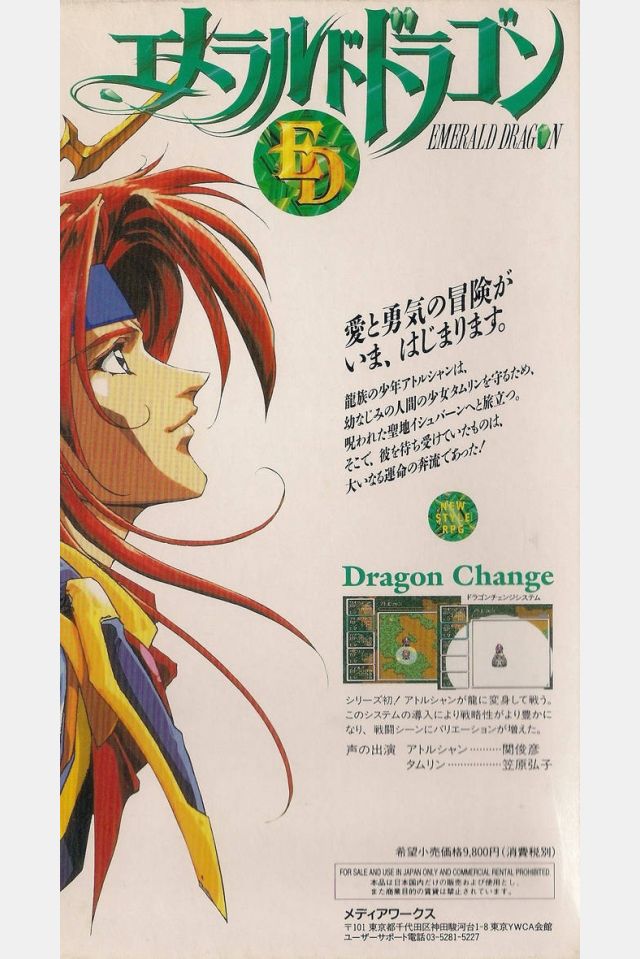 エメラルドドラゴン
EMERALD DRAGON
ED
愛と勇気の冒険が
いま、はじまります。
龍族の少年アトルシャンは、
幼なじみの人間の少女タムリンを守るため、
呪われた聖地イシュバーンへと旅立つ。
そこで、彼を待ち受けていたものは、
大いなる運命の奔流であった!
NEW
STYLE
RPG
Dragon Change
ドラゴンチェンジシステム
シリーズ初! アトルシャンが龍に変身して戦う。
このシステムの導入により戦略性がより豊かに
なり、戦闘シーンにバリエーションが増えた。
声の出演 アトルシャン··········関俊彦
タムリン················笠原弘子
希望小売価格9,800円(消費税別)
FOR SALE AND USE IN JAPAN ONLY AND COMMERCIAL RENTAL PROHIBITED.
本品は日本国内だけの販売および使用とし、
また商業目的の賃貸は禁止されています。
メディアワークス
〒101 東京都千代田区神田駿河台1-8 東京YWCA会館
ユーザーサポート電話03-5281-5227